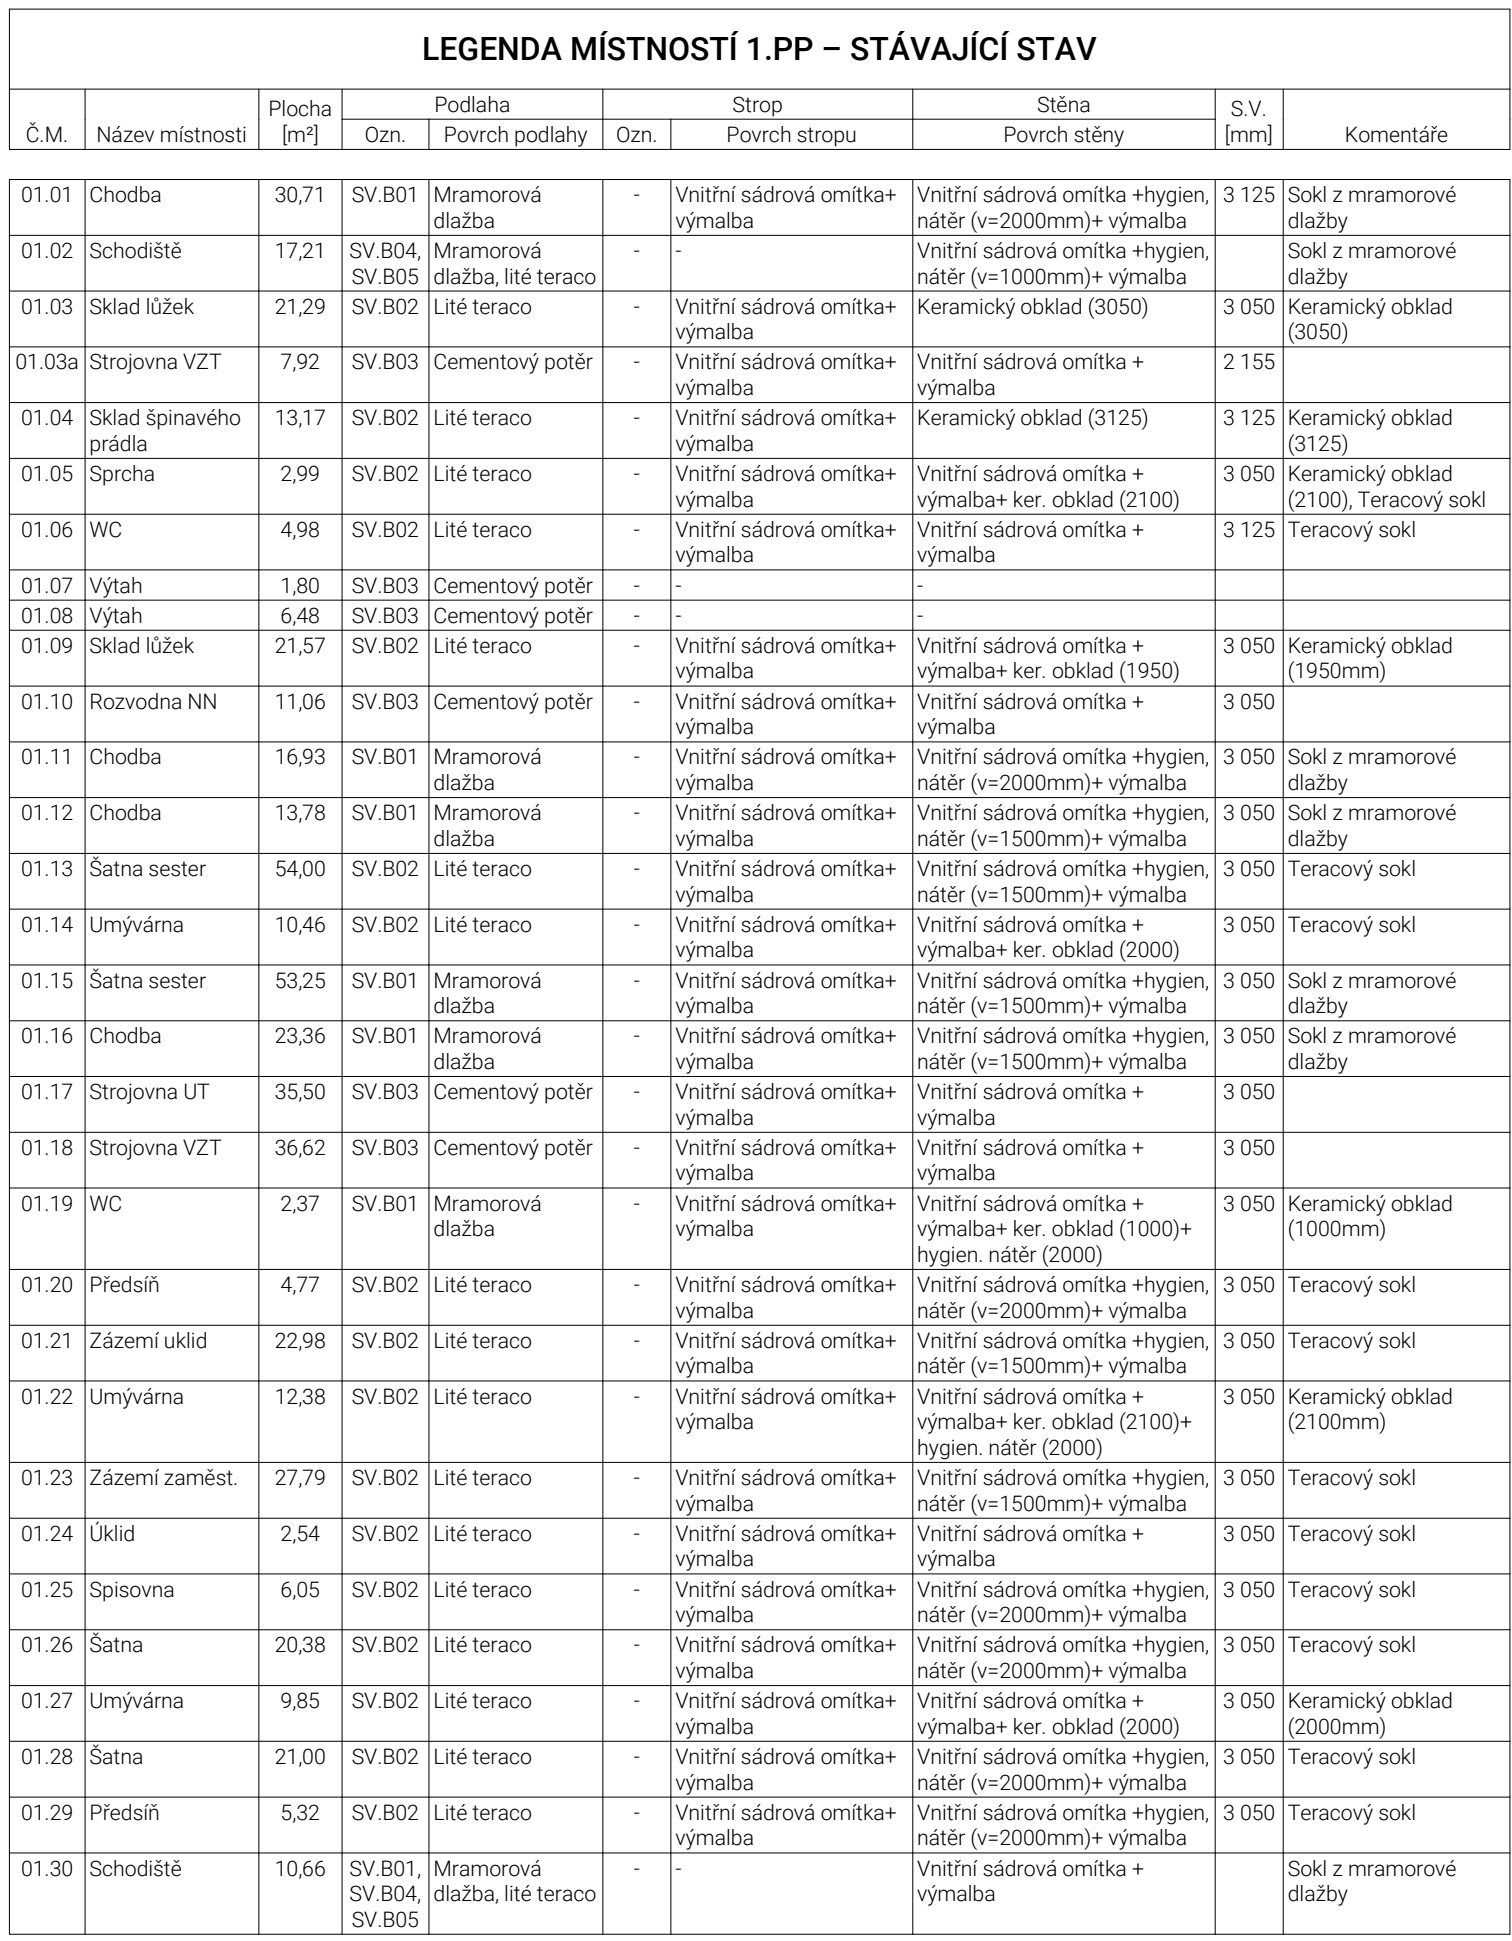 LEGENDA MÍSTNOSTÍ 1.PP – STÁVAJÍCÍ STAV
Č.M. Název místnosti Plocha [m²] Podlaha Strop Stěna S.V. [mm] Komentáře
Ozn. Povrch podlahy Ozn. Povrch stropu Povrch stěny
01.01 Chodba 30,71 SV.B01 Mramorová - Vnitřní sádrová omítka+ Vnitřní sádrová omítka +hygien, 3 125 Sokl z mramorové
dlažba výmalba nátěr (v=2000mm)+ výmalba dlažby
01.02 Schodiště 17,21 SV.B04, Mramorová - - Vnitřní sádrová omítka +hygien, Sokl z mramorové
SV.B05 dlažba, lité teraco nátěr (v=1000mm)+ výmalba dlažby
01.03 Sklad lůžek 21,29 SV.B02 Lité teraco - Vnitřní sádrová omítka+ Keramický obklad (3050) 3 050 Keramický obklad
výmalba (3050)
01.03a Strojovna VZT 7,92 SV.B03 Cementový potěr - Vnitřní sádrová omítka+ Vnitřní sádrová omítka + 2 155
výmalba výmalba
01.04 Sklad špinavého 13,17 SV.B02 Lité teraco - Vnitřní sádrová omítka+ Keramický obklad (3125) 3 125 Keramický obklad
prádla výmalba (3125)
01.05 Sprcha 2,99 SV.B02 Lité teraco - Vnitřní sádrová omítka+ Vnitřní sádrová omítka + 3 050 Keramický obklad
výmalba výmalba+ ker. obklad (2100) (2100), Teracový sokl
01.06 WC 4,98 SV.B02 Lité teraco - Vnitřní sádrová omítka+ Vnitřní sádrová omítka + 3 125 Teracový sokl
výmalba výmalba
01.07 Výtah 1,80 SV.B03 Cementový potěr - - -
01.08 Výtah 6,48 SV.B03 Cementový potěr - - -
01.09 Sklad lůžek 21,57 SV.B02 Lité teraco - Vnitřní sádrová omítka+ Vnitřní sádrová omítka + 3 050 Keramický obklad
výmalba výmalba+ ker. obklad (1950) (1950mm)
01.10 Rozvodna NN 11,06 SV.B03 Cementový potěr - Vnitřní sádrová omítka+ Vnitřní sádrová omítka + 3 050
výmalba výmalba
01.11 Chodba 16,93 SV.B01 Mramorová - Vnitřní sádrová omítka+ Vnitřní sádrová omítka +hygien, 3 050 Sokl z mramorové
dlažba výmalba nátěr (v=2000mm)+ výmalba dlažby
01.12 Chodba 13,78 SV.B01 Mramorová - Vnitřní sádrová omítka+ Vnitřní sádrová omítka +hygien, 3 050 Sokl z mramorové
dlažba výmalba nátěr (v=1500mm)+ výmalba dlažby
01.13 Šatna sester 54,00 SV.B02 Lité teraco - Vnitřní sádrová omítka+ Vnitřní sádrová omítka +hygien, 3 050 Teracový sokl
výmalba nátěr (v=1500mm)+ výmalba
01.14 Umývárna 10,46 SV.B02 Lité teraco - Vnitřní sádrová omítka+ Vnitřní sádrová omítka + 3 050 Teracový sokl
výmalba výmalba+ ker. obklad (2000)
01.15 Šatna sester 53,25 SV.B01 Mramorová - Vnitřní sádrová omítka+ Vnitřní sádrová omítka +hygien, 3 050 Sokl z mramorové
dlažba výmalba nátěr (v=1500mm)+ výmalba dlažby
01.16 Chodba 23,36 SV.B01 Mramorová - Vnitřní sádrová omítka+ Vnitřní sádrová omítka +hygien, 3 050 Sokl z mramorové
dlažba výmalba nátěr (v=1500mm)+ výmalba dlažby
01.17 Strojovna UT 35,50 SV.B03 Cementový potěr - Vnitřní sádrová omítka+ Vnitřní sádrová omítka + 3 050
výmalba výmalba
01.18 Strojovna VZT 36,62 SV.B03 Cementový potěr - Vnitřní sádrová omítka+ Vnitřní sádrová omítka + 3 050
výmalba výmalba
01.19 WC 2,37 SV.B01 Mramorová - Vnitřní sádrová omítka+ Vnitřní sádrová omítka + 3 050 Keramický obklad
dlažba výmalba výmalba+ ker. obklad (1000)+ (1000mm)
hygien. nátěr (2000)
01.20 Předsíň 4,77 SV.B02 Lité teraco - Vnitřní sádrová omítka+ Vnitřní sádrová omítka +hygien, 3 050 Teracový sokl
výmalba nátěr (v=2000mm)+ výmalba
01.21 Zázemí uklid 22,98 SV.B02 Lité teraco - Vnitřní sádrová omítka+ Vnitřní sádrová omítka +hygien, 3 050 Teracový sokl
výmalba nátěr (v=1500mm)+ výmalba
01.22 Umývárna 12,38 SV.B02 Lité teraco - Vnitřní sádrová omítka+ Vnitřní sádrová omítka + 3 050 Keramický obklad
výmalba výmalba+ ker. obklad (2100)+ (2100mm)
hygien. nátěr (2000)
01.23 Zázemí zaměst. 27,79 SV.B02 Lité teraco - Vnitřní sádrová omítka+ Vnitřní sádrová omítka +hygien, 3 050 Teracový sokl
výmalba nátěr (v=1500mm)+ výmalba
01.24 Úklid 2,54 SV.B02 Lité teraco - Vnitřní sádrová omítka+ Vnitřní sádrová omítka + 3 050 Teracový sokl
výmalba výmalba
01.25 Spisovna 6,05 SV.B02 Lité teraco - Vnitřní sádrová omítka+ Vnitřní sádrová omítka +hygien, 3 050 Teracový sokl
výmalba nátěr (v=2000mm)+ výmalba
01.26 Šatna 20,38 SV.B02 Lité teraco - Vnitřní sádrová omítka+ Vnitřní sádrová omítka +hygien, 3 050 Teracový sokl
výmalba nátěr (v=2000mm)+ výmalba
01.27 Umývárna 9,85 SV.B02 Lité teraco - Vnitřní sádrová omítka+ Vnitřní sádrová omítka + 3 050 Keramický obklad
výmalba výmalba+ ker. obklad (2000) (2000mm)
01.28 Šatna 21,00 SV.B02 Lité teraco - Vnitřní sádrová omítka+ Vnitřní sádrová omítka +hygien, 3 050 Teracový sokl
výmalba nátěr (v=2000mm)+ výmalba
01.29 Předsíň 5,32 SV.B02 Lité teraco - Vnitřní sádrová omítka+ Vnitřní sádrová omítka +hygien, 3 050 Teracový sokl
výmalba nátěr (v=2000mm)+ výmalba
01.30 Schodiště 10,66 SV.B01, Mramorová - - Vnitřní sádrová omítka + Sokl z mramorové
SV.B04, dlažba, lité teraco výmalba dlažby
SV.B05